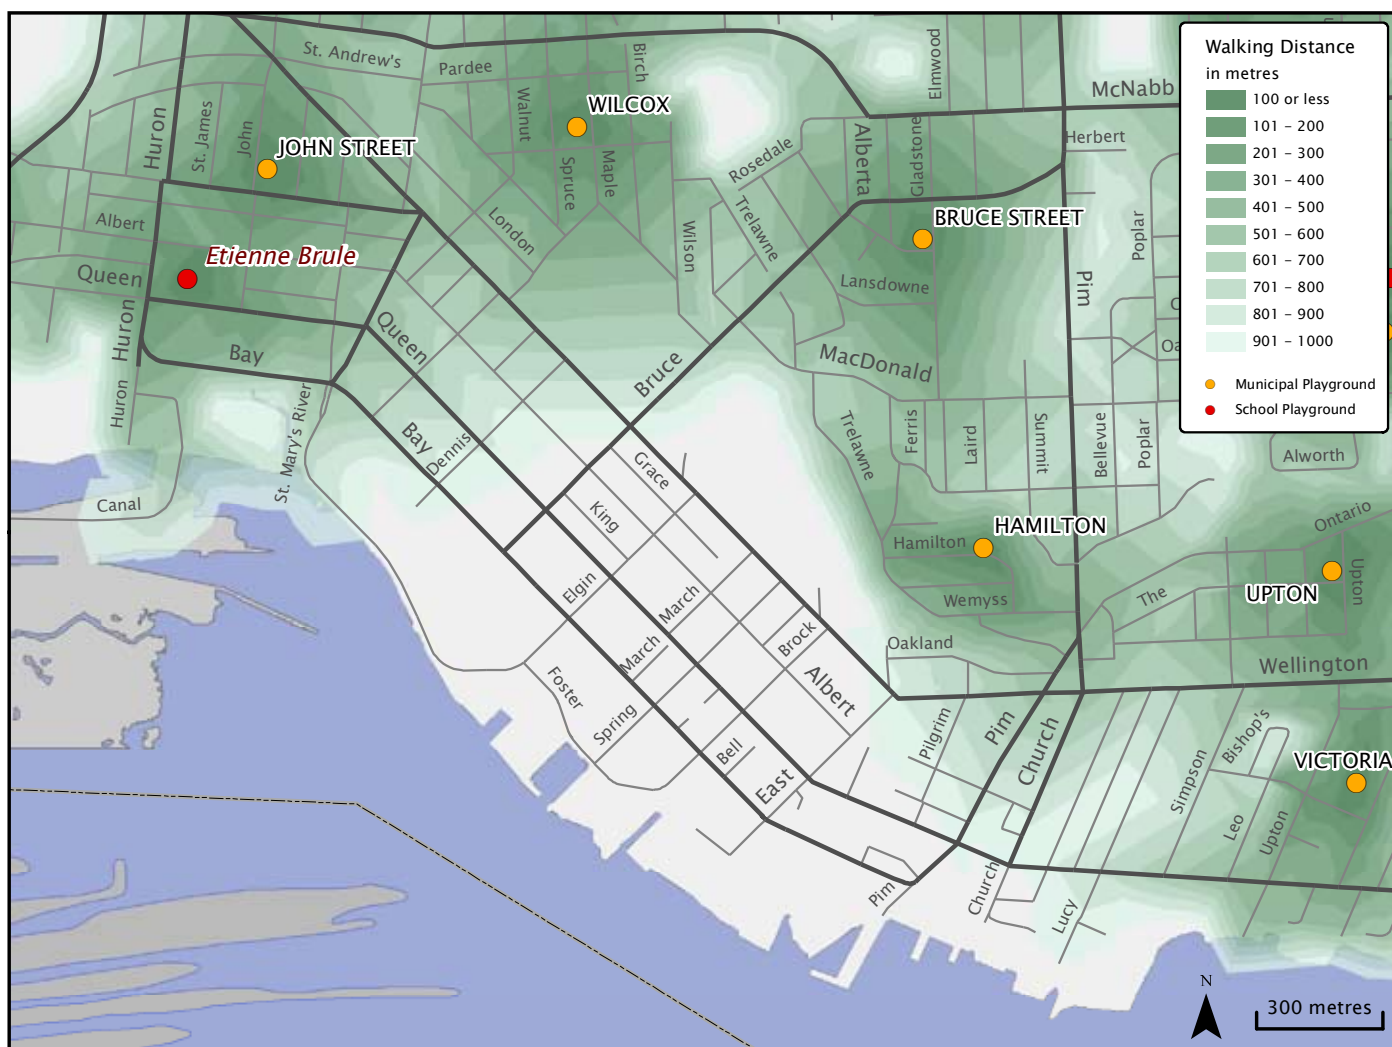 Walking Distance
in metres
100 or less
101 – 200
201 – 300
301 – 400
401 – 500
501 – 600
601 – 700
701 – 800
801 – 900
901 – 1000
Municipal Playground
School Playground
St. Andrew's
Pardee
Birch
Elmwood
McNabb
WILCOX
Huron
St. James
John
JOHN STREET
Walnut
Spruce
Maple
Rosedale
Alberta
Gladstone
Herbert
Albert
London
Wilson
Trelawne
BRUCE STREET
Poplar
Etienne Brule
Queen
Lansdowne
Pim
Huron
Bay
Queen
Bruce
MacDonald
Huron
St. Mary's River
Bay
Dennis
Grace
Trelawne
Ferris
Laird
Summit
Bellevue
Poplar
Alworth
Canal
King
HAMILTON
Hamilton
Ontario
Elgin
March
Wemyss
The
UPTON
Upton
March
Brock
Oakland
Wellington
Foster
Albert
Spring
Bell
Pilgrim
Pim
Church
Bishop's
VICTORIA
Simpson
East
Leo
Upton
Pim
Church
Lucy
N
300 metres